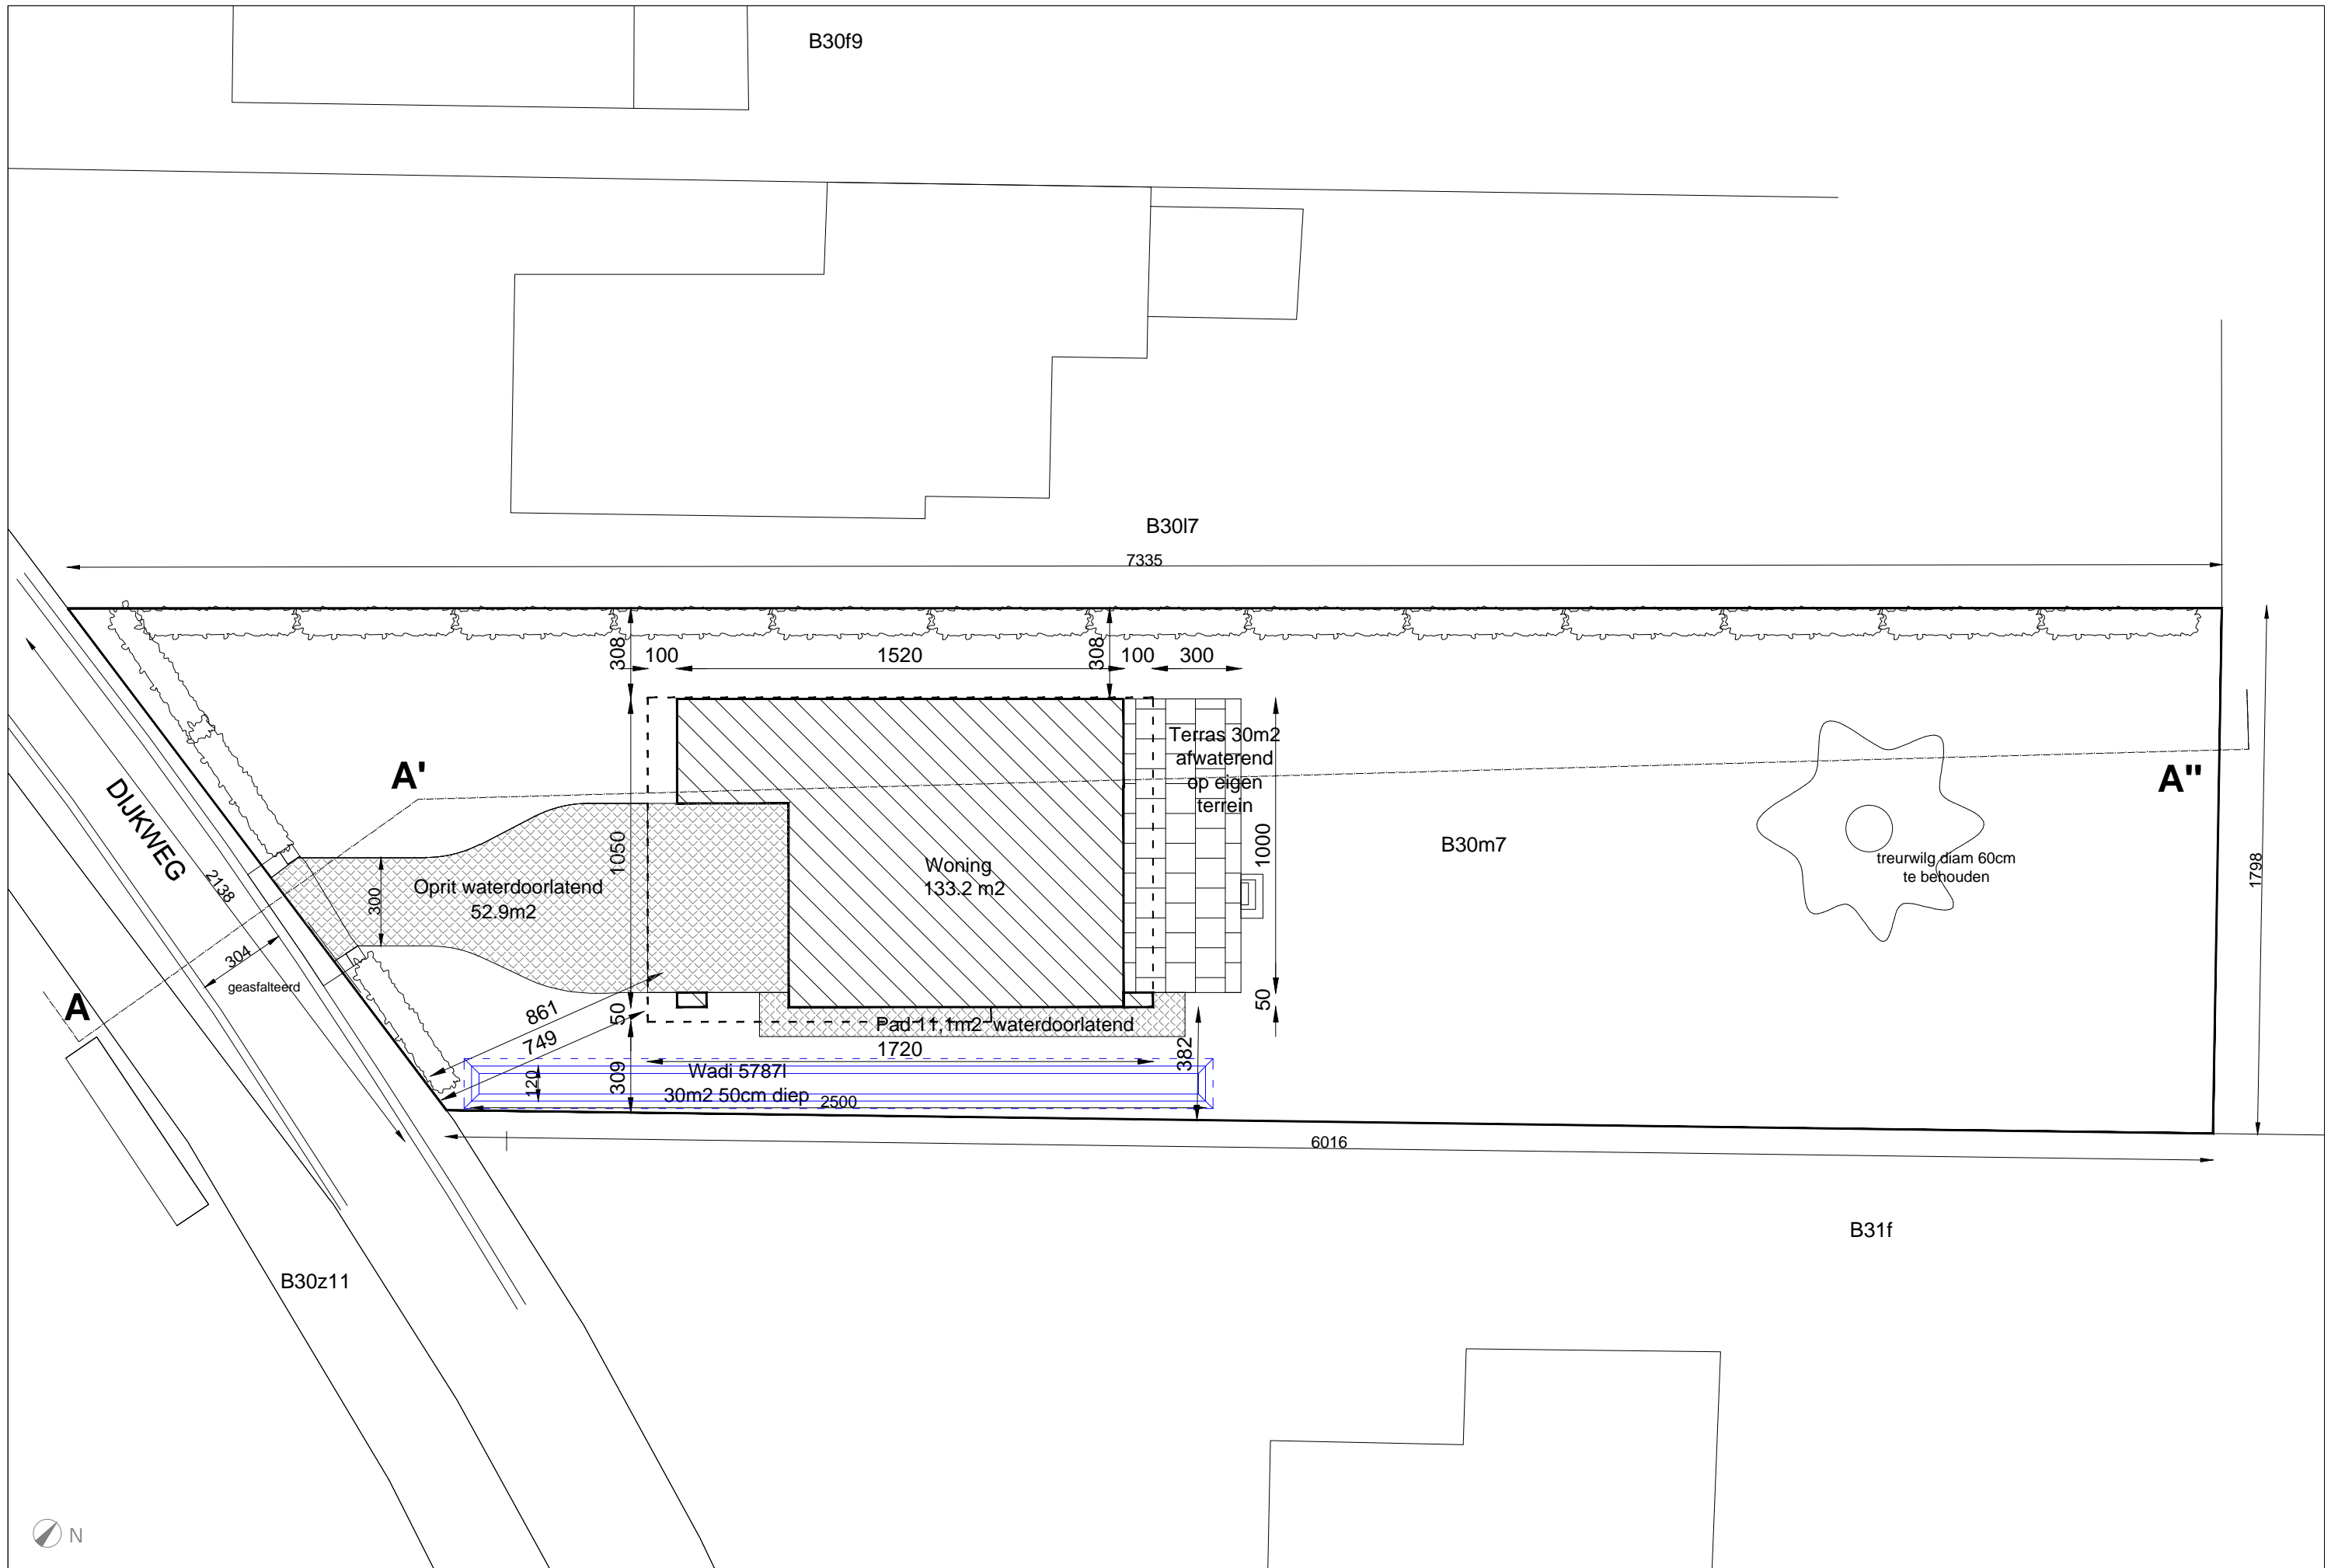 B30f9
B30l7
7335
308
100
1520
308
100
300
Terras 30m2
afwaterend
op eigen
terrein
A'
A"
DIJKWEG
2138
1050
1000
B30m7
Woning
133.2 m2
treurwilg diam 60cm
te behouden
1798
Oprit waterdoorlatend
52.9m2
300
304
geasfalteerd
A
861
749
50
50
Pad 11,1m2 waterdoorlatend
1720
382
309
120
Wadi 5787l
30m2 50cm diep
2500
6016
B31f
B30z11
N